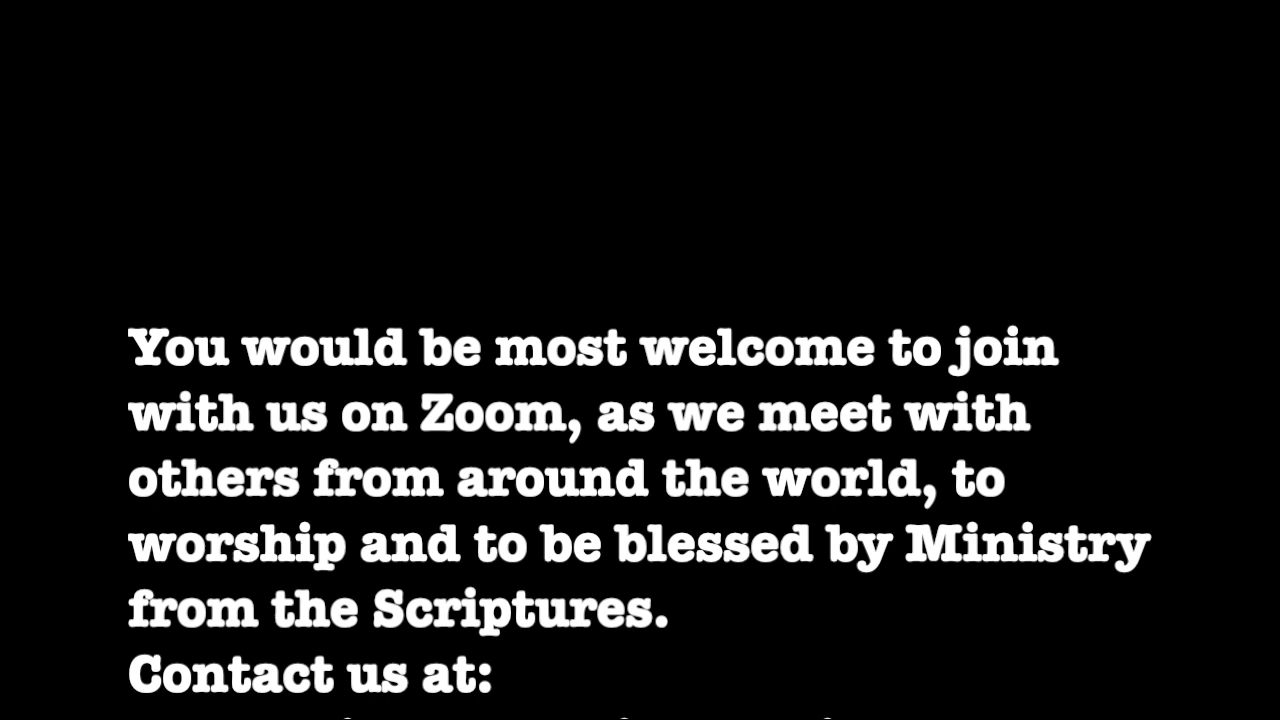 You would be most welcome to join
with us on Zoom, as we meet with
others from around the world, to
worship and to be blessed by Ministry
from the Scriptures.
Contact us at: